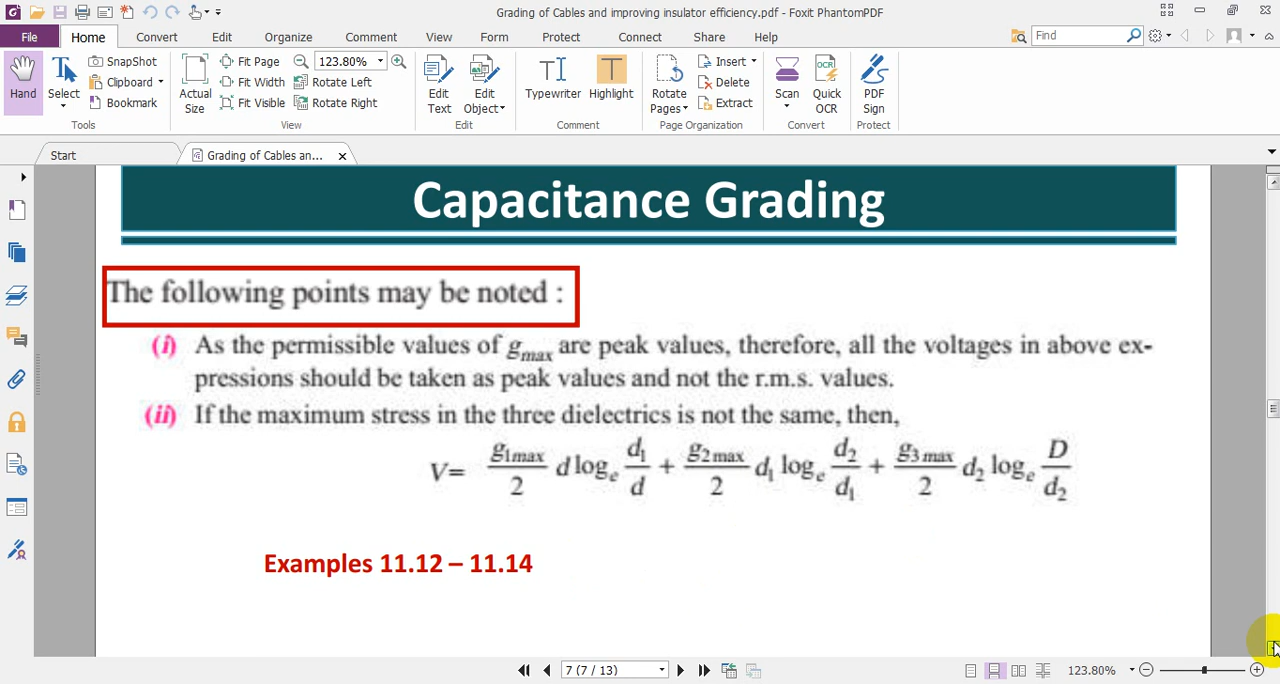 Grading of Cables and improving insulator efficiency.pdf - Foxit PhantomPDF
File Home Convert Edit Organize Comment View Form Protect Connect Share Help Find
Hand
Select
SnapShot
Clipboard
Bookmark
Tools
Actual Size
Fit Page
Fit Width
Fit Visible
123.80%
Rotate Left
Rotate Right
View
Edit Text
Edit Object
Edit
Typewriter
Highlight
Comment
Rotate Pages
Insert
Delete
Extract
Page Organization
Scan
Quick OCR
Convert
PDF Sign
Protect
Start Grading of Cables an... x
Capacitance Grading
The following points may be noted :
(i) As the permissible values of gmax are peak values, therefore, all the voltages in above ex-
pressions should be taken as peak values and not the r.m.s. values.
(ii) If the maximum stress in the three dielectrics is not the same, then,
V= g1max/2 d loge d1/d + g2max/2 d1 loge d2/d1 + g3max/2 d2 loge D/d2
Examples 11.12 – 11.14
7 (7 / 13) 123.80%